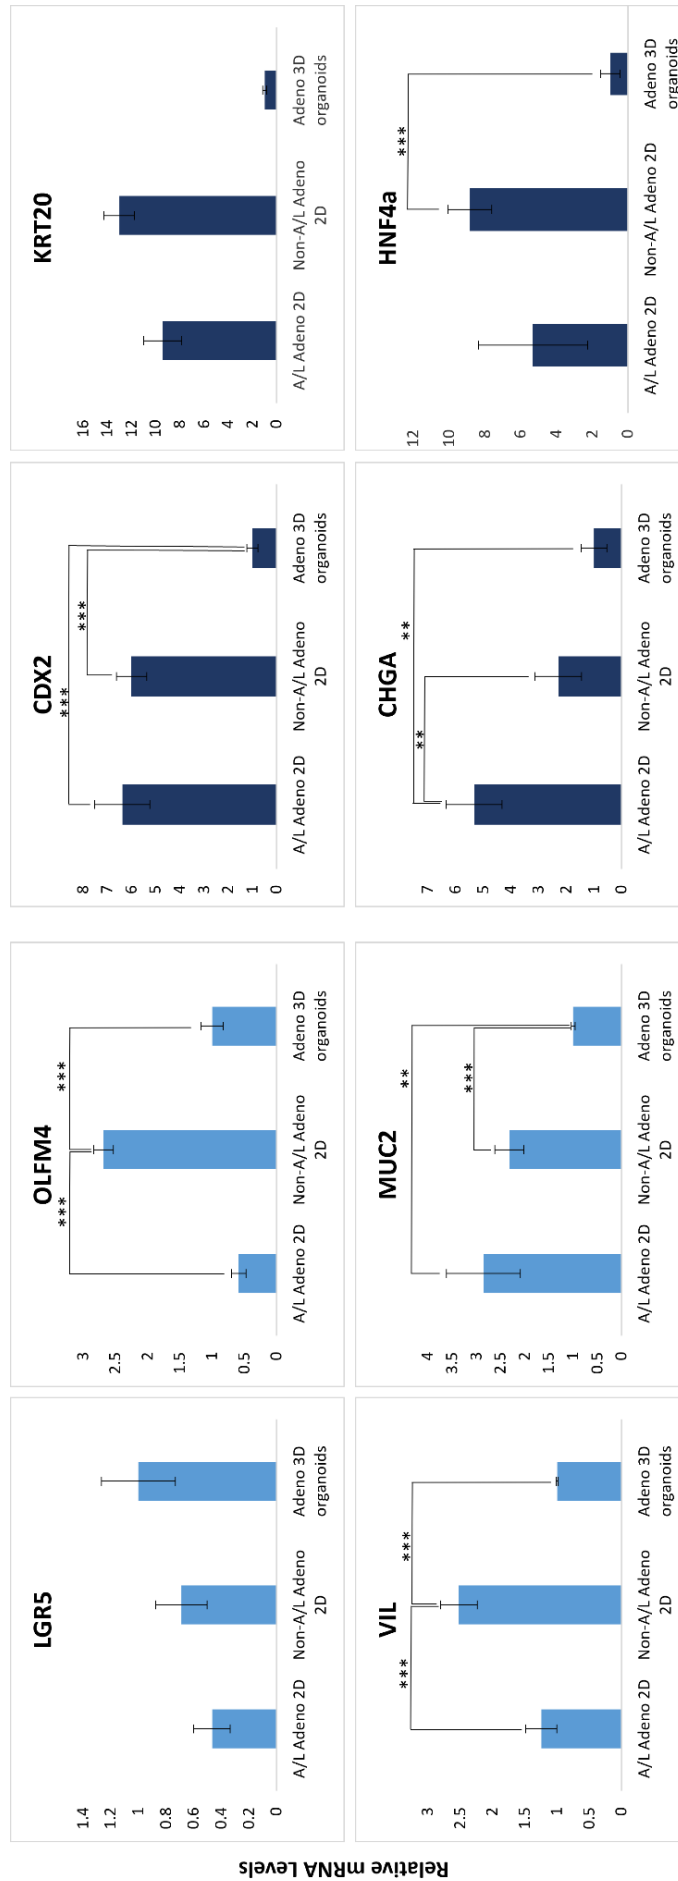 Relative mRNA Levels
LGR5
1.4
1.2
1
0.8
0.6
0.4
0.2
0
A/L Adeno 2D
Non-A/L Adeno
2D
Adeno 3D
organoids
OLFM4
***
***
3
2.5
2
1.5
1
0.5
0
A/L Adeno 2D
Non-A/L Adeno
2D
Adeno 3D
organoids
CDX2
***
***
8
7
6
5
4
3
2
1
0
A/L Adeno 2D
Non-A/L Adeno
2D
Adeno 3D
organoids
KRT20
16
14
12
10
8
6
4
2
0
A/L Adeno 2D
Non-A/L Adeno
2D
Adeno 3D
organoids
VIL
***
***
3
2.5
2
1.5
1
0.5
0
A/L Adeno 2D
Non-A/L Adeno
2D
Adeno 3D
organoids
MUC2
**
***
4
3.5
3
2.5
2
1.5
1
0.5
0
A/L Adeno 2D
Non-A/L Adeno
2D
Adeno 3D
organoids
CHGA
**
**
7
6
5
4
3
2
1
0
A/L Adeno 2D
Non-A/L Adeno
2D
Adeno 3D
organoids
HNF4a
***
12
10
8
6
4
2
0
A/L Adeno 2D
Non-A/L Adeno 2D
Adeno 3D
organoids